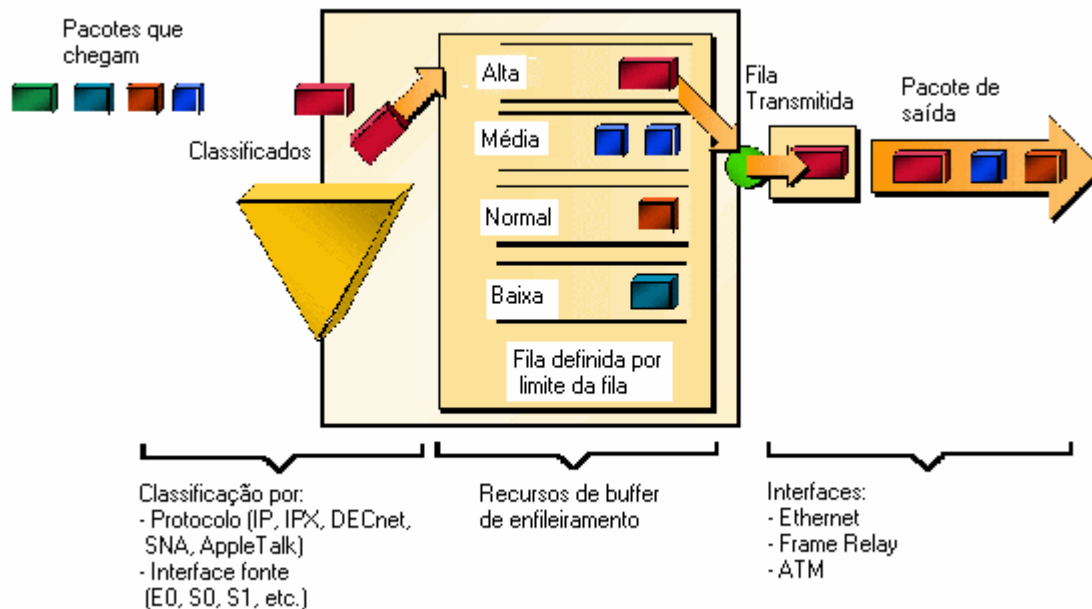 Pacotes que
chegam
Classificados
Alta
Média
Normal
Baixa
Fila definida por
limite da fila
Fila
Transmitida
Pacote de
saída
Classificação por:
- Protocolo (IP, IPX, DECnet,
SNA, AppleTalk)
- Interface fonte
(E0, S0, S1, etc.)
Recursos de buffer
de enfileiramento
Interfaces:
- Ethernet
- Frame Relay
- ATM